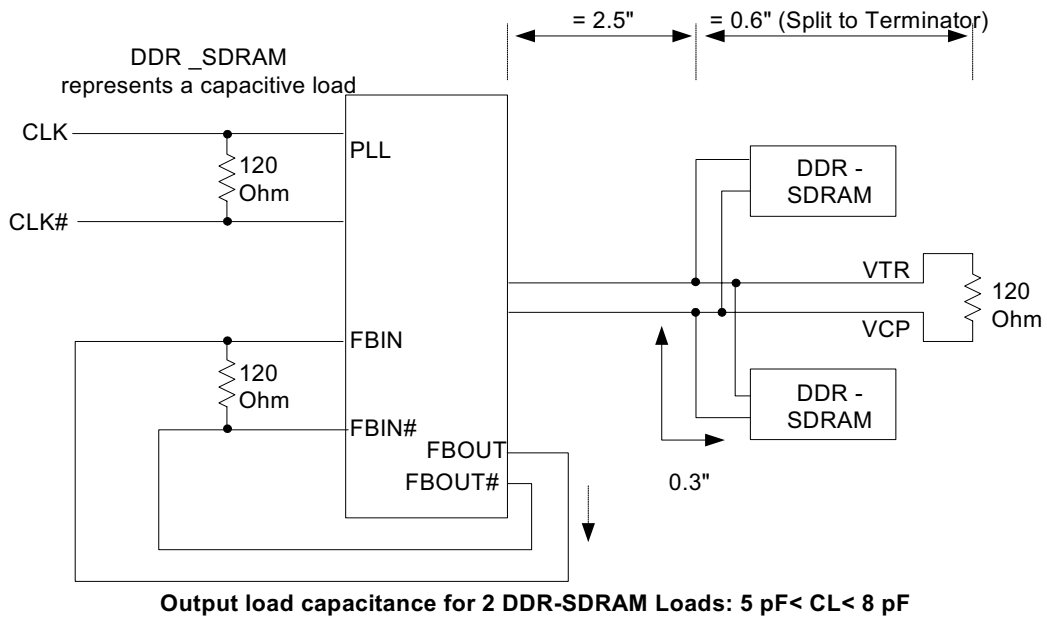 = 2.5"
= 0.6" (Split to Terminator)
DDR _SDRAM
represents a capacitive load
CLK
PLL
120
Ohm
CLK#
DDR -
SDRAM
VTR
120
Ohm
VCP
FBIN
120
Ohm
FBIN#
DDR -
SDRAM
FBOUT
FBOUT#
0.3"
Output load capacitance for 2 DDR-SDRAM Loads: 5 pF< CL< 8 pF